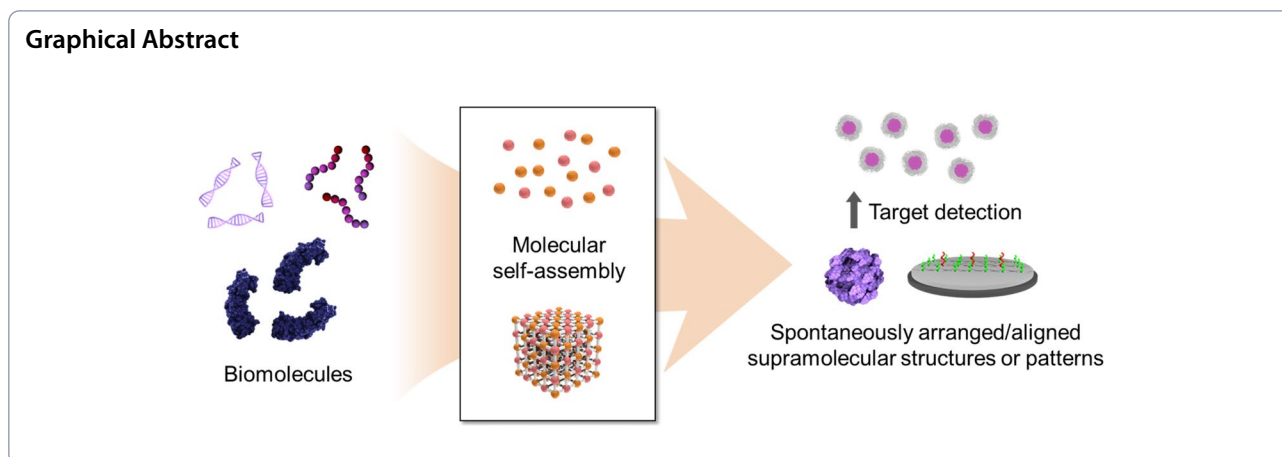 Graphical Abstract
Biomolecules
Molecular
self-assembly
Target detection
Spontaneously arranged/aligned
supramolecular structures or patterns